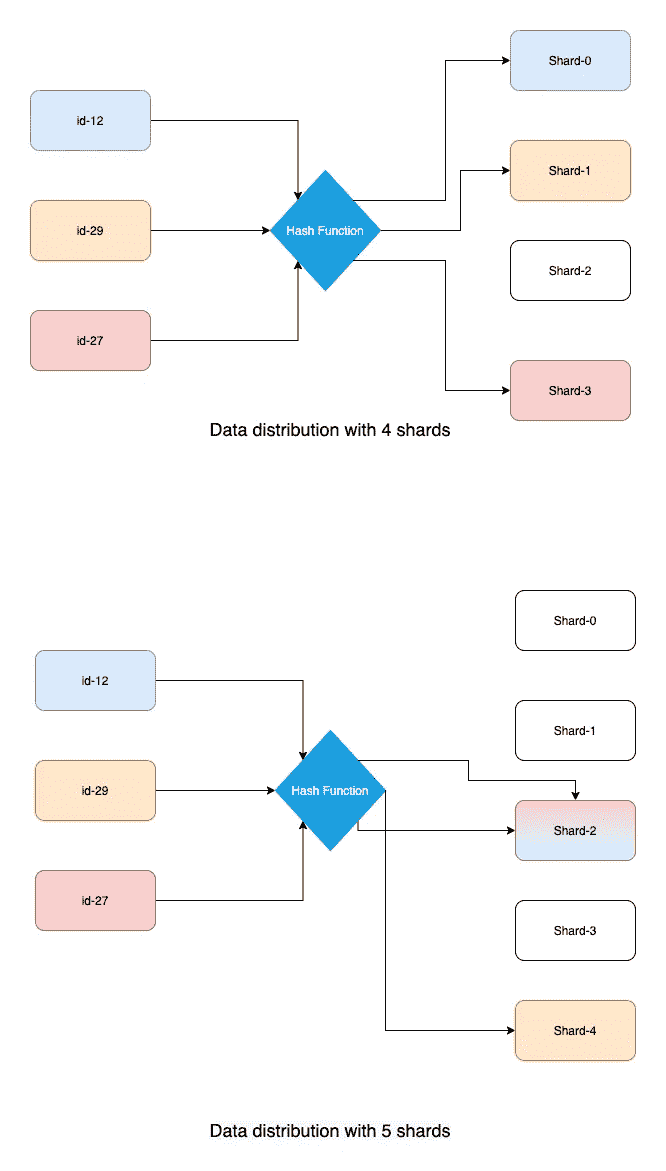 Shard-0
id-12
Shard-1
id-29
Hash Function
Shard-2
id-27
Shard-3
Data distribution with 4 shards
Shard-0
id-12
Shard-1
id-29
Hash Function
Shard-2
id-27
Shard-3
Shard-4
Data distribution with 5 shards